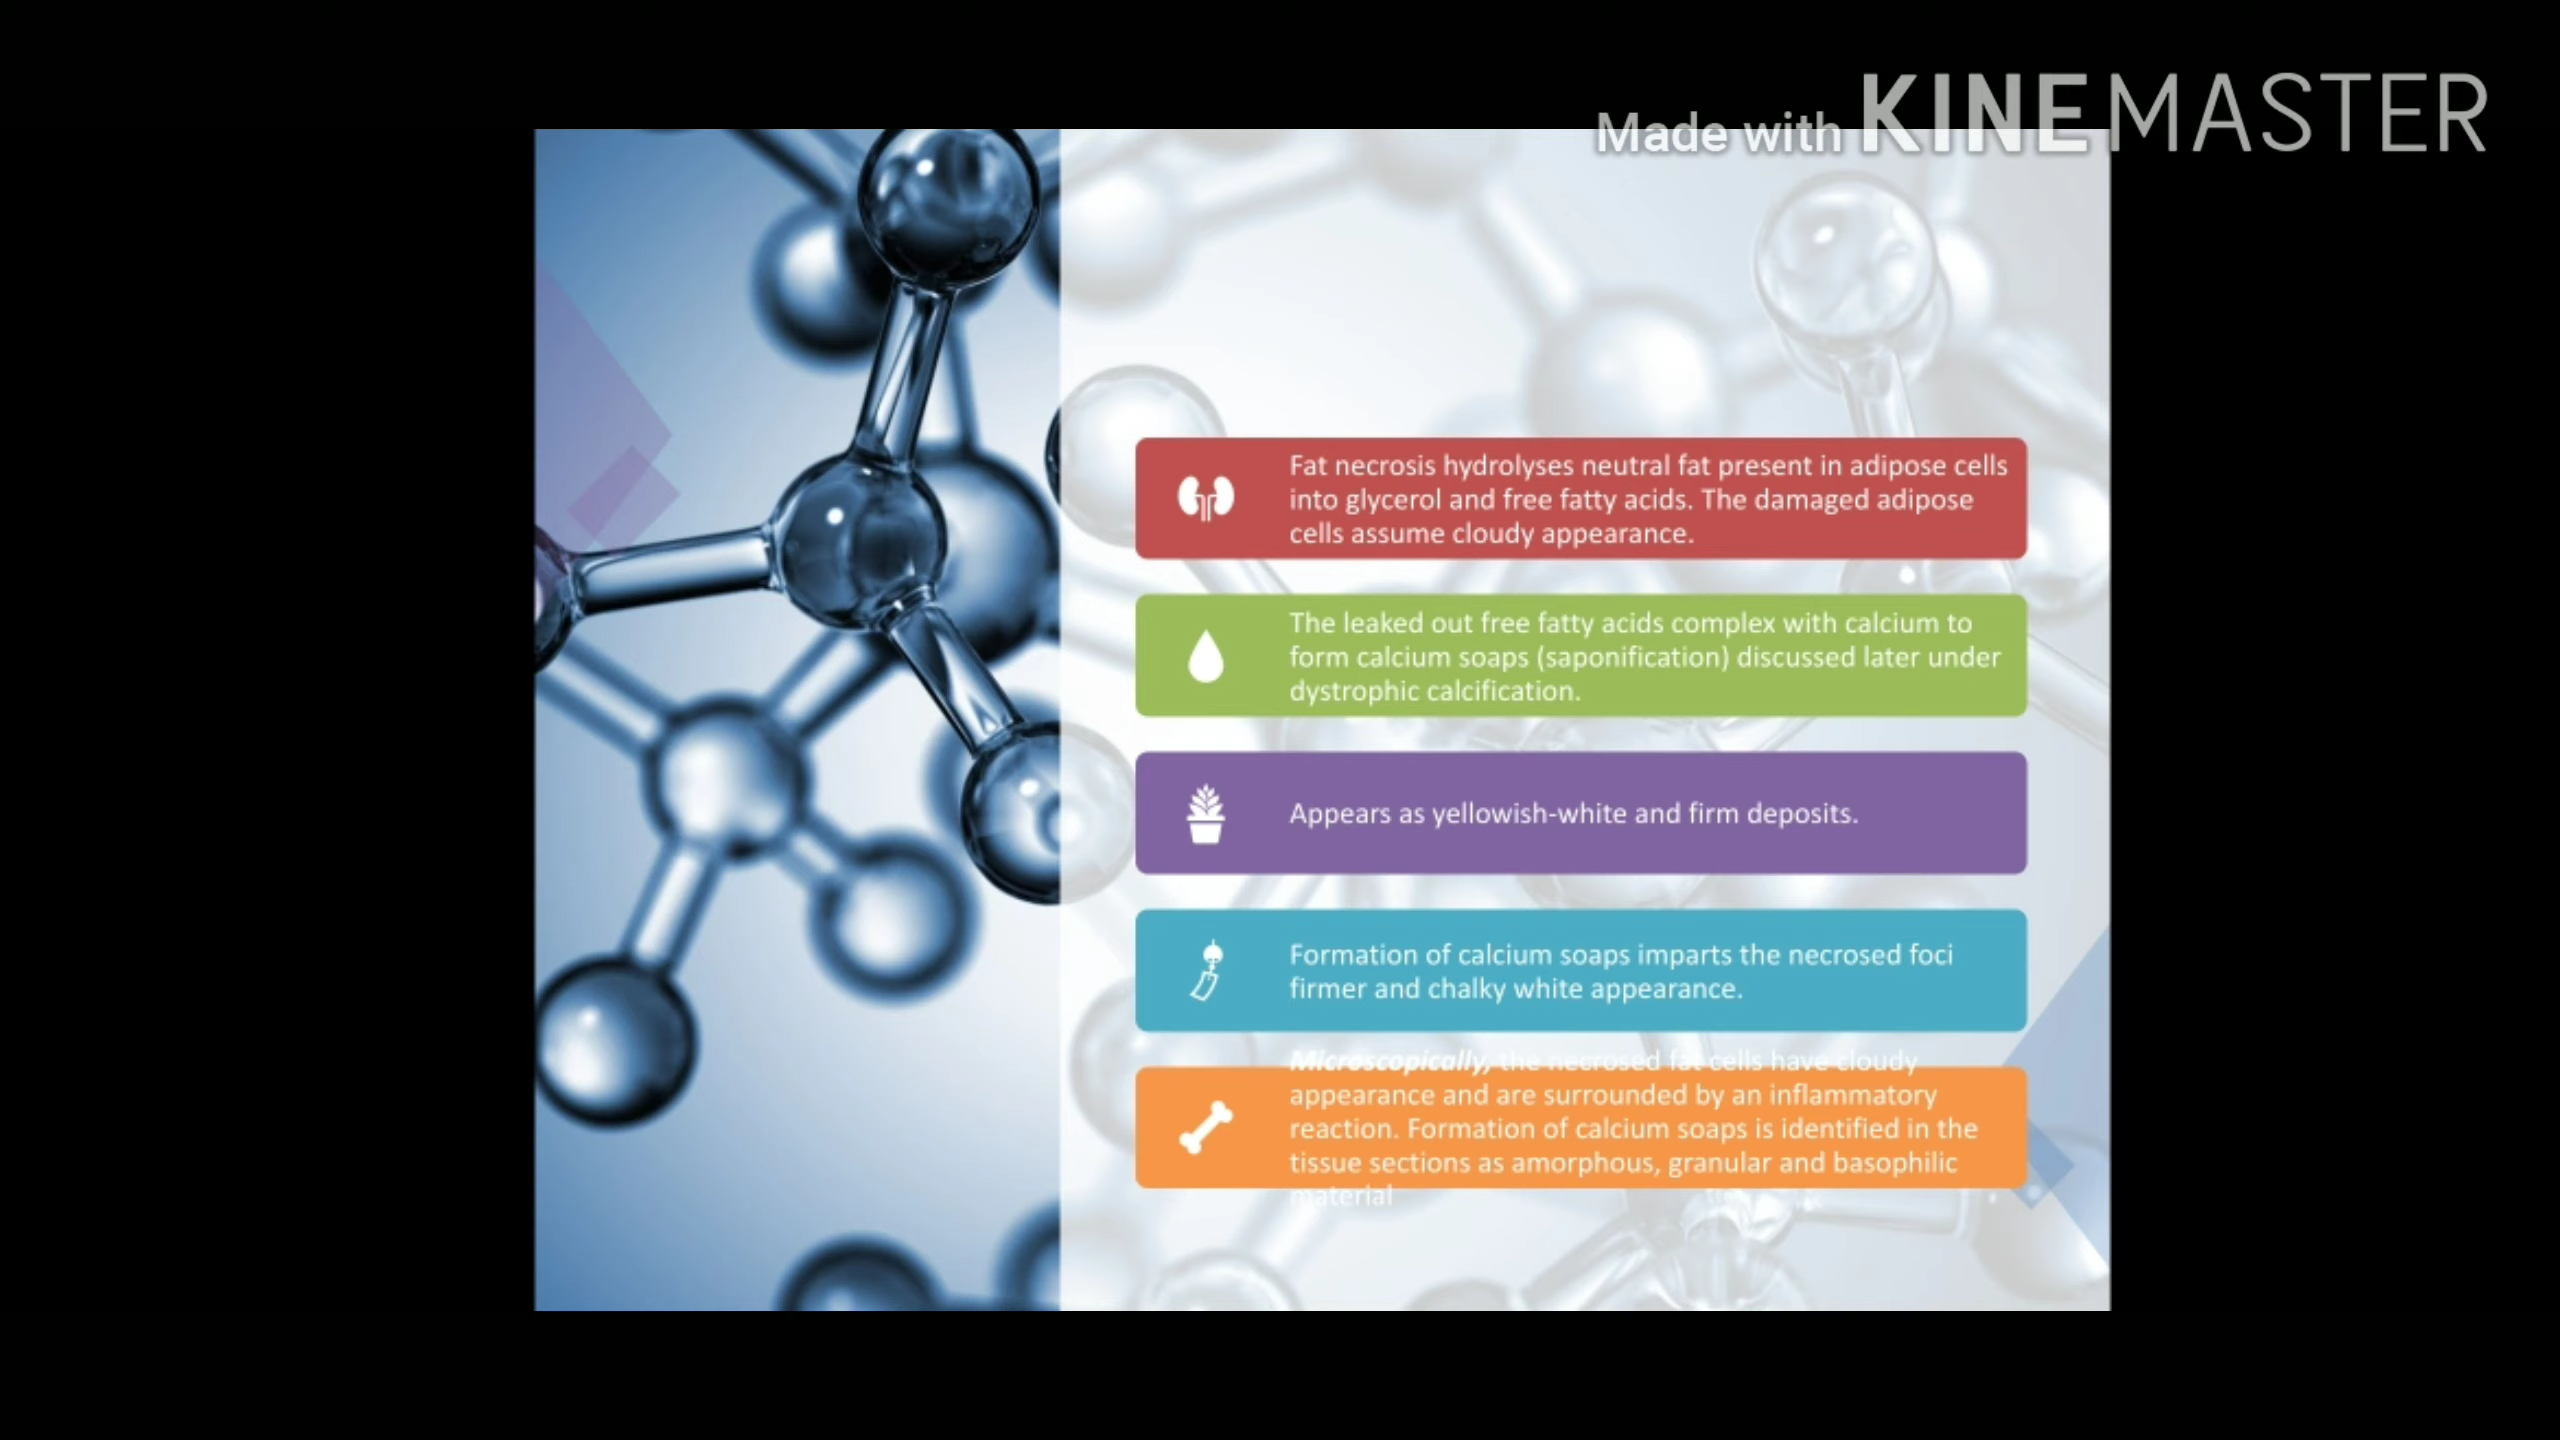 Made with KINEMASTER
Fat necrosis hydrolyses neutral fat present in adipose cells
into glycerol and free fatty acids. The damaged adipose
cells assume cloudy appearance.
The leaked out free fatty acids complex with calcium to
form calcium soaps (saponification) discussed later under
dystrophic calcification.
Appears as yellowish-white and firm deposits.
Formation of calcium soaps imparts the necrosed foci
firmer and chalky white appearance.
Microscopically, the necrosed fat cells have cloudy
appearance and are surrounded by an inflammatory
reaction. Formation of calcium soaps is identified in the
tissue sections as amorphous, granular and basophilic
material